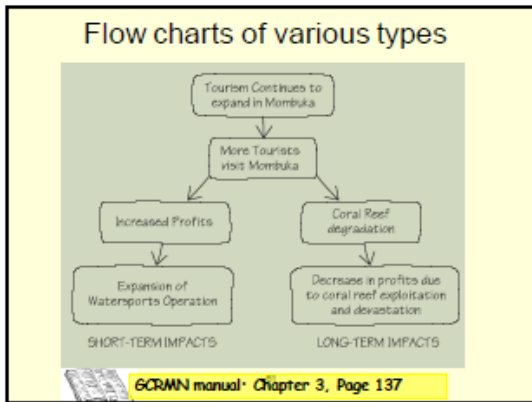 Flow charts of various types
Tourism Continues to
expand in Mombuka
More Tourists
visit Mombuka
Increased Profits
Coral Reef
degradation
Expansion of
Watersports Operation
Decrease in profits due
to coral reef exploitation
and devastation
SHORT-TERM IMPACTS
LONG-TERM IMPACTS
GCRMN manual· Chapter 3, Page 137